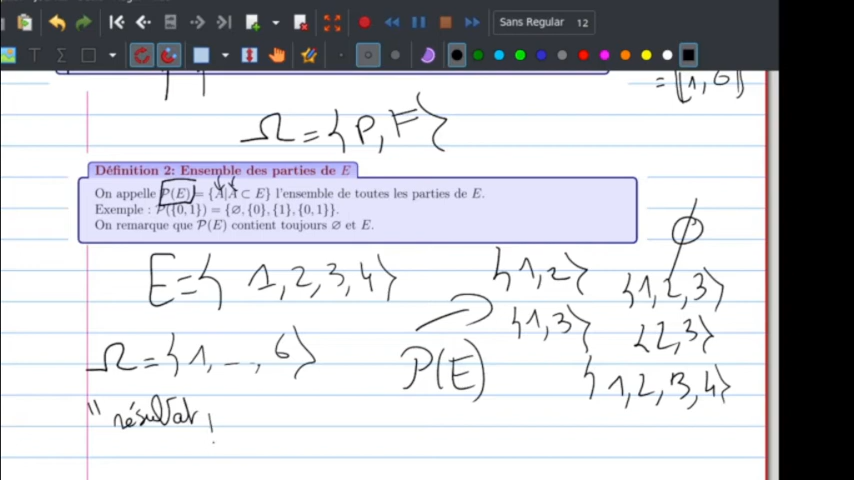 Sans Regular 12
= {1, 0}
Ω = {P, F}
Définition 2: Ensemble des parties de E
On appelle P(E) = {A|A ⊂ E} l'ensemble de toutes les parties de E.
Exemple : P({0,1}) = {∅, {0}, {1}, {0,1}}.
On remarque que P(E) contient toujours ∅ et E.
∅
E = { 1, 2, 3, 4}
{1, 2}
{1, 2, 3}
{1, 3}
{2, 3}
Ω = {1, ..., 6}
P(E)
{1, 2, 3, 4}
" résultat